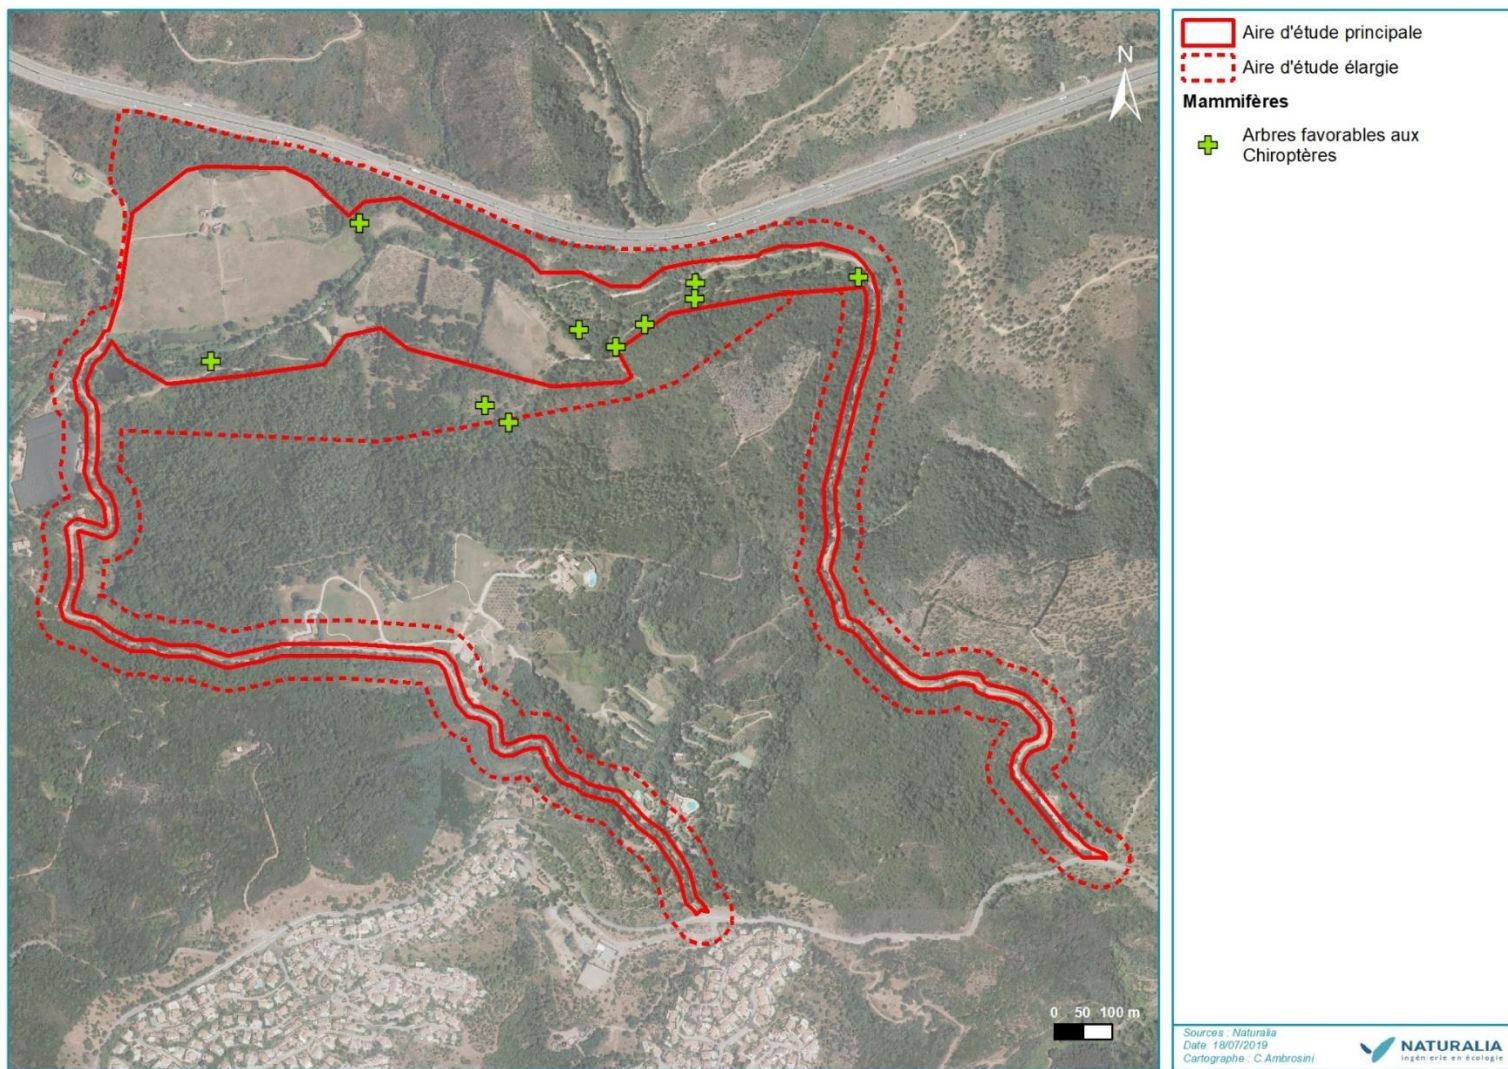 Aire d'étude principale
Aire d'étude élargie
Mammifères
Arbres favorables aux
Chiroptères
N
0 50 100 m
Sources : Naturalia
Date: 18/07/2019
Cartographe : C.Ambrosini
NATURALIA
ingénierie en écologie